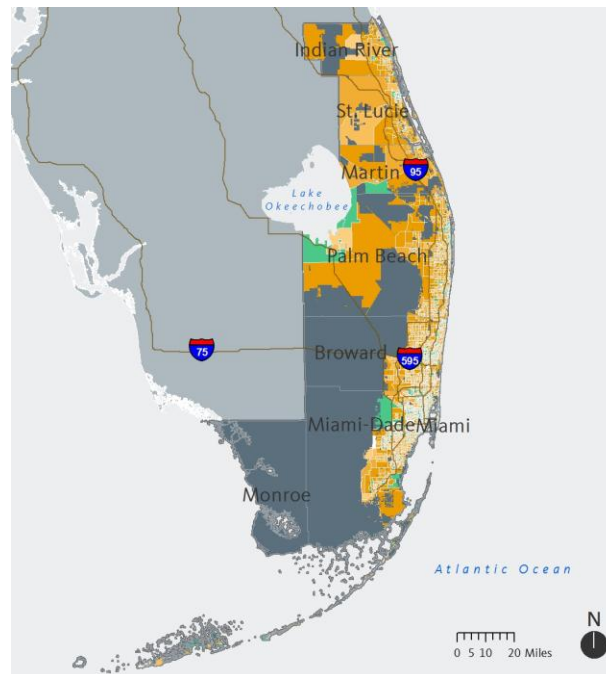 Indian River
St. Lucie
Martin
95
Lake
Okeechobee
Palm Beach
75
Broward
595
Miami-Dade
Miami
Monroe
Atlantic Ocean
N
0 5 10 20 Miles